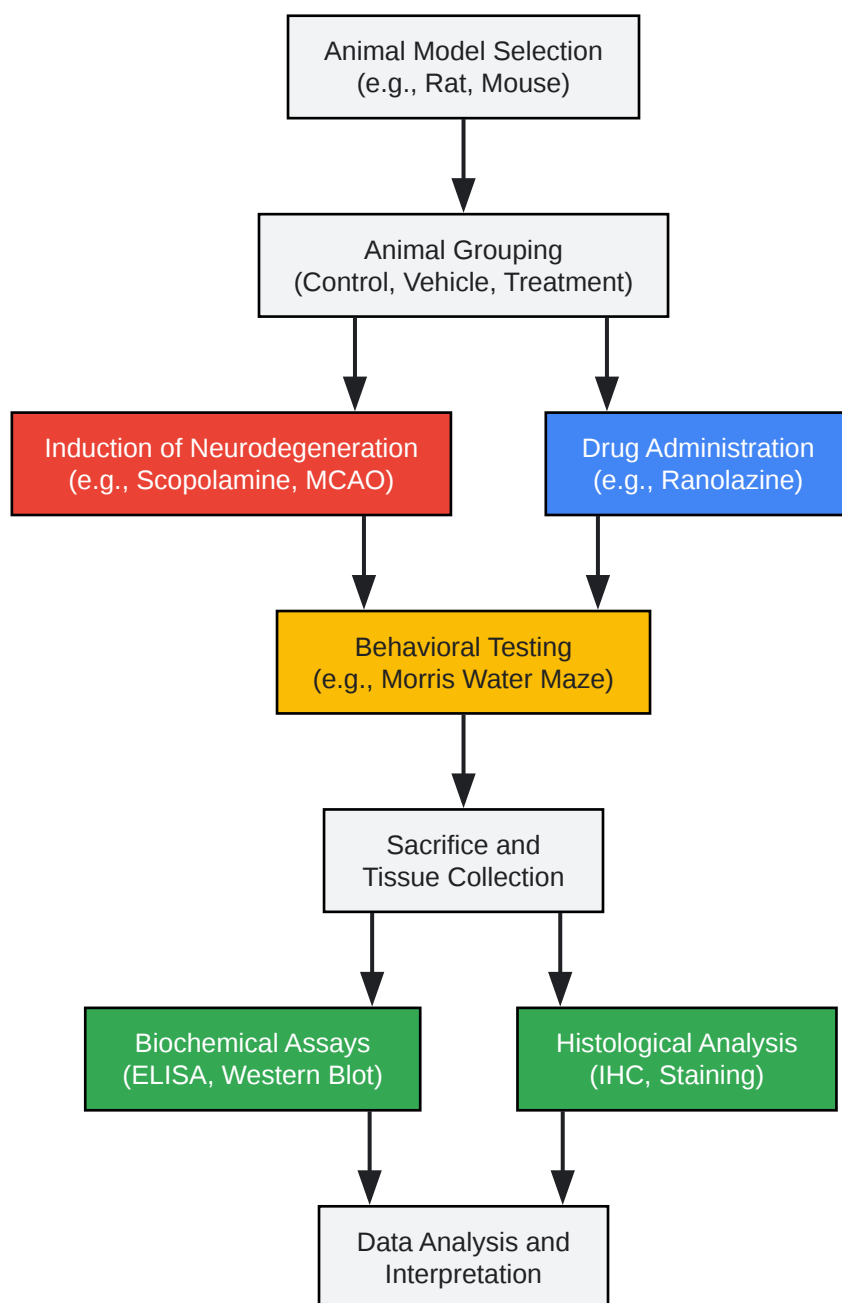 Animal Model Selection
(e.g., Rat, Mouse)
Animal Grouping
(Control, Vehicle, Treatment)
Induction of Neurodegeneration
(e.g., Scopolamine, MCAO)
Drug Administration
(e.g., Ranolazine)
Behavioral Testing
(e.g., Morris Water Maze)
Sacrifice and
Tissue Collection
Biochemical Assays
(ELISA, Western Blot)
Histological Analysis
(IHC, Staining)
Data Analysis and
Interpretation